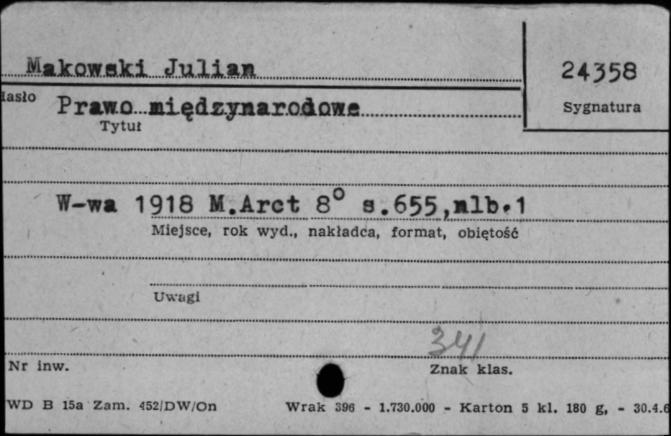 Makowski Julian
24358
Hasło
Sygnatura
Prawo międzynarodowe
Tytuł
W-wa 1918 M.Arct 8° s.655,nlb.1
Miejsce, rok wyd., nakładca, format, objętość
Uwagi
341
Nr inw.
Znak klas.
WD B 15a Zam. 452/DW/On Wrak 396 - 1.730.000 - Karton 5 kl. 180 g, - 30.4.6